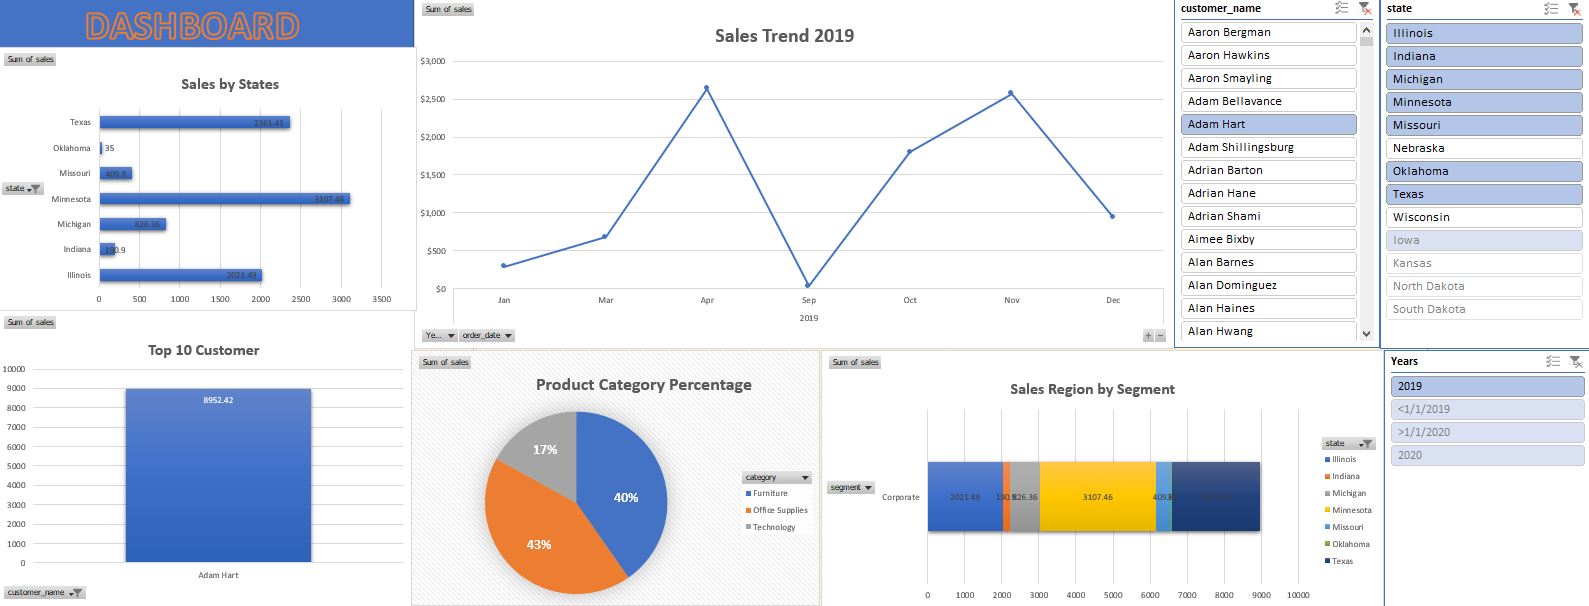 DASHBOARD
Sum of sales
Sales by States
Texas
2361.41
Oklahoma
35
Missouri
409.8
state
Minnesota
3107.46
Michigan
826.36
Indiana
190.9
Illinois
2021.49
0 500 1000 1500 2000 2500 3000 3500
Sum of sales
Sales Trend 2019
$3,000
$2,500
$2,000
$1,500
$1,000
$500
$0
Jan Mar Apr Sep Oct Nov Dec
2019
Ye... order_date
customer_name
Aaron Bergman
Aaron Hawkins
Aaron Smayling
Adam Bellavance
Adam Hart
Adam Shillingsburg
Adrian Barton
Adrian Hane
Adrian Shami
Aimee Bixby
Alan Barnes
Alan Dominguez
Alan Haines
Alan Hwang
state
Illinois
Indiana
Michigan
Minnesota
Missouri
Nebraska
Oklahoma
Texas
Wisconsin
Iowa
Kansas
North Dakota
South Dakota
Sum of sales
Top 10 Customer
10000
9000
8000
7000
6000
5000
4000
3000
2000
1000
0
8952.42
Adam Hart
customer_name
Sum of sales
Product Category Percentage
17%
40%
43%
category
Furniture
Office Supplies
Technology
Sum of sales
Sales Region by Segment
segment
Corporate
2021.49 190.9 826.36 3107.46 409.8
0 1000 2000 3000 4000 5000 6000 7000 8000 9000 10000
state
Illinois
Indiana
Michigan
Minnesota
Missouri
Oklahoma
Texas
Years
2019
<1/1/2019
>1/1/2020
2020